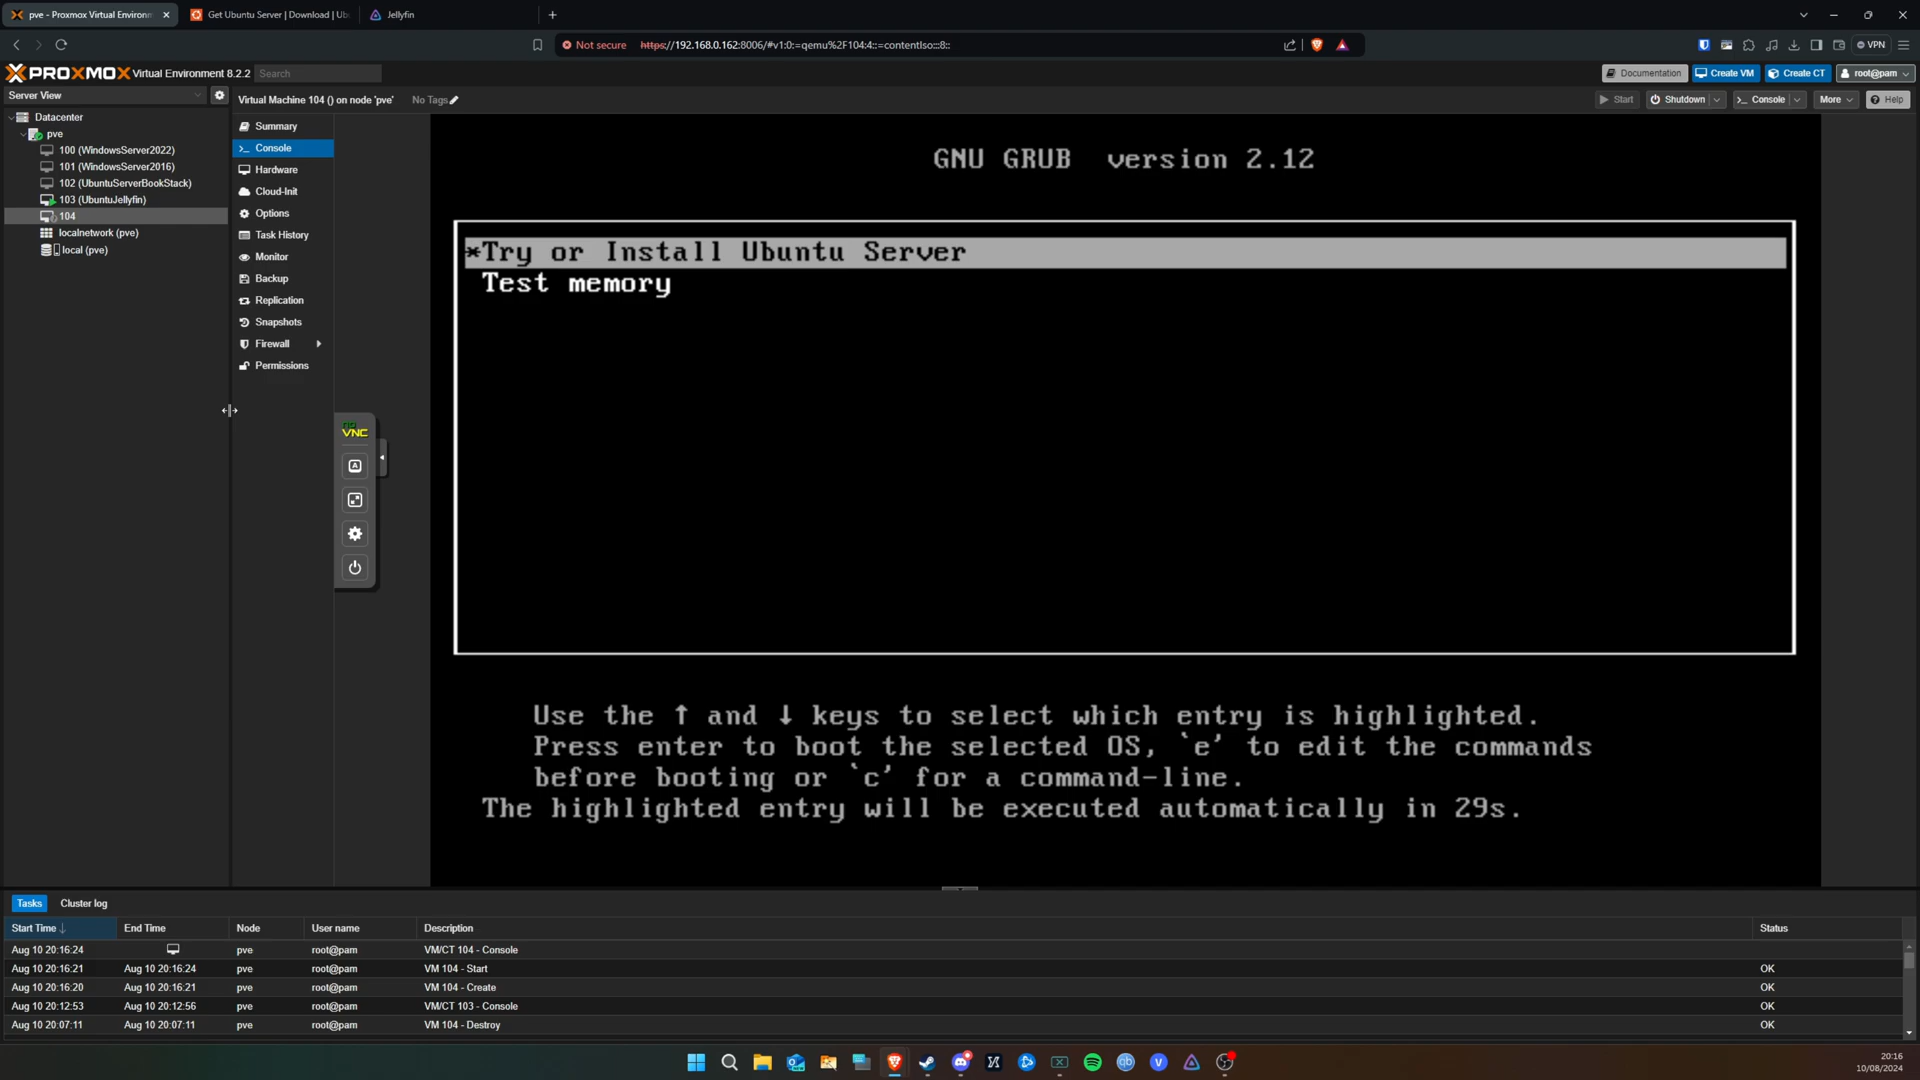 pve - Proxmox Virtual Environm
Get Ubuntu Server | Download | Ub
Jellyfin
Not secure https://192.168.0.162:8006/#v1:0:=qemu%2F104:4::=contentIso:::8::
VPN
PROXMOX Virtual Environment 8.2.2 Search
Documentation Create VM Create CT root@pam
Server View
Virtual Machine 104 () on node 'pve' No Tags
Start Shutdown Console More Help
Datacenter
pve
100 (WindowsServer2022)
101 (WindowsServer2016)
102 (UbuntuServerBookStack)
103 (UbuntuJellyfin)
104
localnetwork (pve)
local (pve)
Summary
Console
Hardware
Cloud-Init
Options
Task History
Monitor
Backup
Replication
Snapshots
Firewall
Permissions
no
VNC
A
GNU GRUB version 2.12
*Try or Install Ubuntu Server
Test memory
Use the ↑ and ↓ keys to select which entry is highlighted.
Press enter to boot the selected OS, `e' to edit the commands
before booting or `c' for a command-line.
The highlighted entry will be executed automatically in 29s.
Tasks Cluster log
Start Time ↓ End Time Node User name Description Status
Aug 10 20:16:24 pve root@pam VM/CT 104 - Console
Aug 10 20:16:21 Aug 10 20:16:24 pve root@pam VM 104 - Start OK
Aug 10 20:16:20 Aug 10 20:16:21 pve root@pam VM 104 - Create OK
Aug 10 20:12:53 Aug 10 20:12:56 pve root@pam VM/CT 103 - Console OK
Aug 10 20:07:11 Aug 10 20:07:11 pve root@pam VM 104 - Destroy OK
20:16
10/08/2024